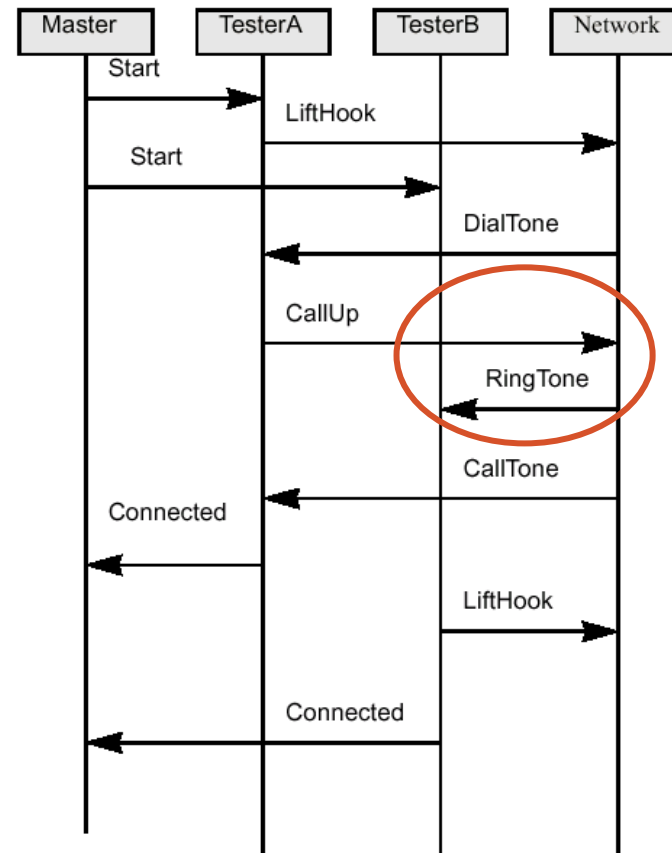 Master TesterA TesterB Network
Start
LiftHook
Start
DialTone
CallUp
RingTone
CallTone
Connected
LiftHook
Connected